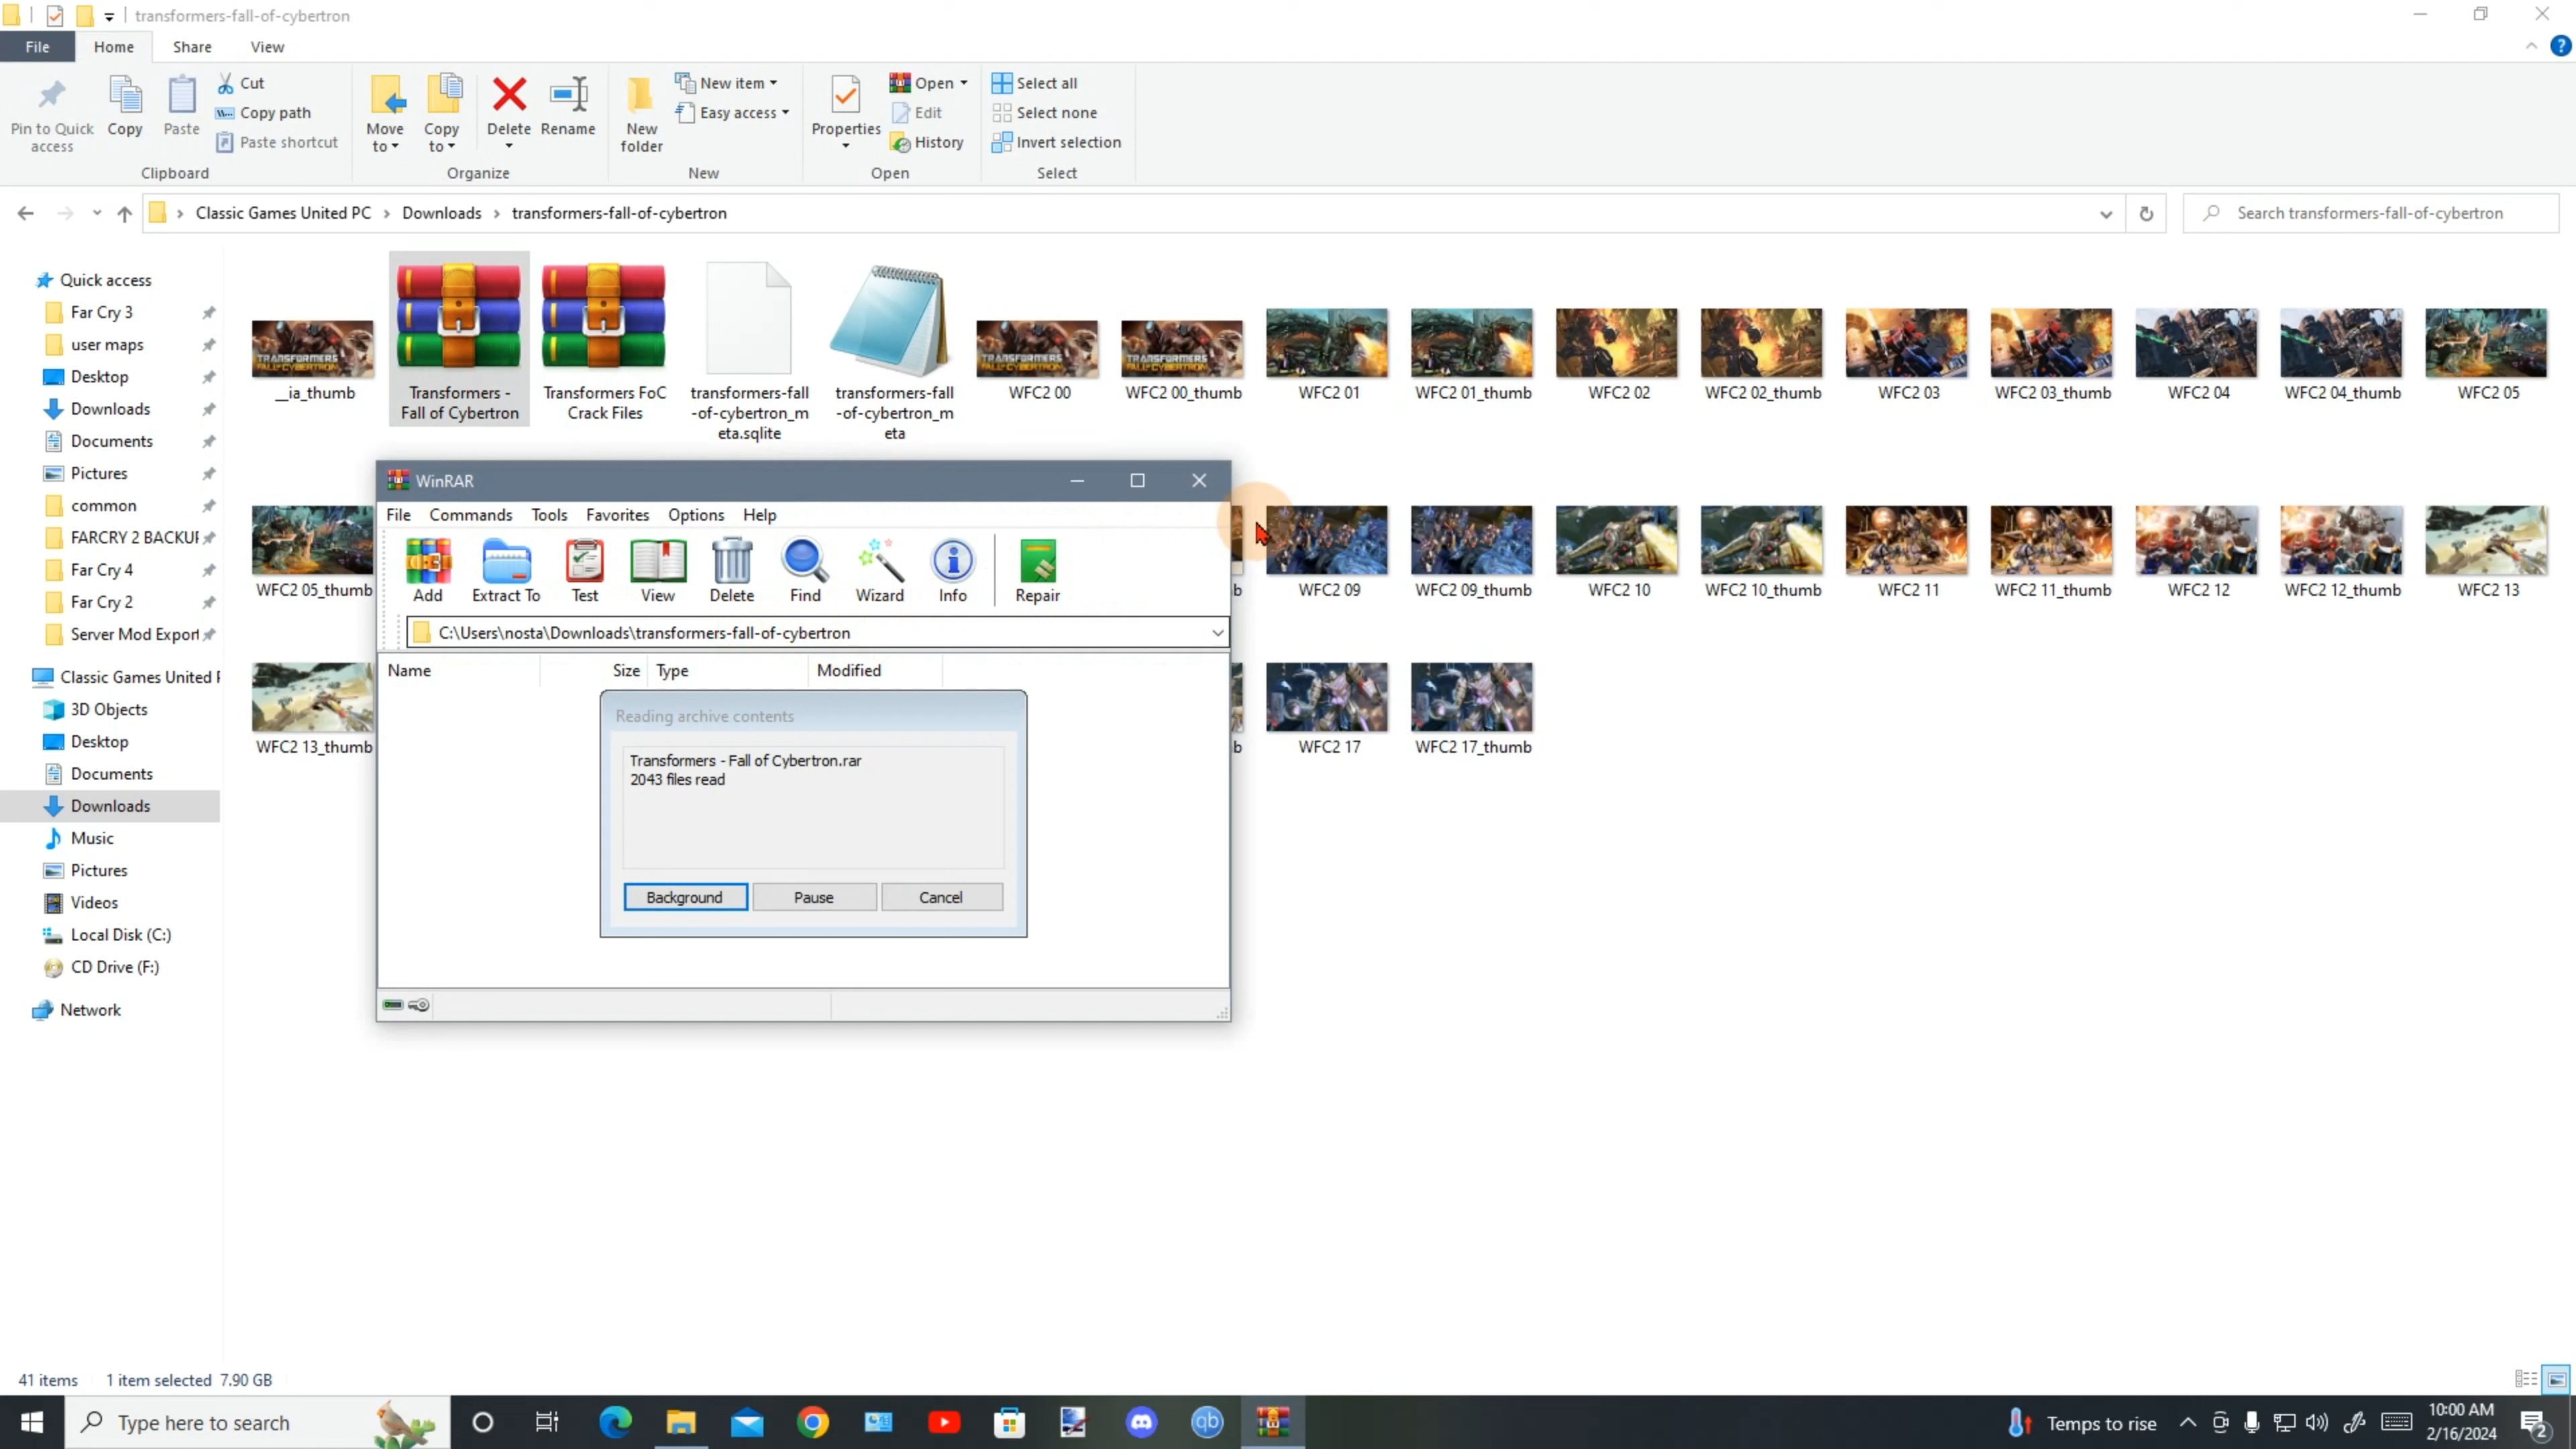 transformers-fall-of-cybertron
File Home Share View
Pin to Quick access
Copy
Paste
Cut
Copy path
Paste shortcut
Move to
Copy to
Delete
Rename
New folder
New item
Easy access
Properties
Open
Edit
History
Select all
Select none
Invert selection
Clipboard Organize New Open Select
Classic Games United PC Downloads transformers-fall-of-cybertron
Search transformers-fall-of-cybertron
Quick access
Far Cry 3
user maps
Desktop
Downloads
Documents
Pictures
common
FARCRY 2 BACKUP
Far Cry 4
Far Cry 2
Server Mod Export
Classic Games United P
3D Objects
Desktop
Documents
Downloads
Music
Pictures
Videos
Local Disk (C:)
CD Drive (F:)
Network
TRANSFORMERS
FALL OF CYBERTRON
__ia_thumb
Transformers -
Fall of Cybertron
Transformers FoC
Crack Files
transformers-fall
-of-cybertron_m
eta.sqlite
transformers-fall
-of-cybertron_m
eta
WFC2 00
WFC2 00_thumb
WFC2 01
WFC2 01_thumb
WFC2 02
WFC2 02_thumb
WFC2 03
WFC2 03_thumb
WFC2 04
WFC2 04_thumb
WFC2 05
WFC2 05_thumb
b
WFC2 09
WFC2 09_thumb
WFC2 10
WFC2 10_thumb
WFC2 11
WFC2 11_thumb
WFC2 12
WFC2 12_thumb
WFC2 13
WFC2 13_thumb
b
WFC2 17
WFC2 17_thumb
WinRAR
File Commands Tools Favorites Options Help
Add Extract To Test View Delete Find Wizard Info Repair
C:\Users\nosta\Downloads\transformers-fall-of-cybertron
Name Size Type Modified
Reading archive contents
Transformers - Fall of Cybertron.rar
2043 files read
Background Pause Cancel
41 items 1 item selected 7.90 GB
Type here to search
qb
Temps to rise
10:00 AM
2/16/2024
2